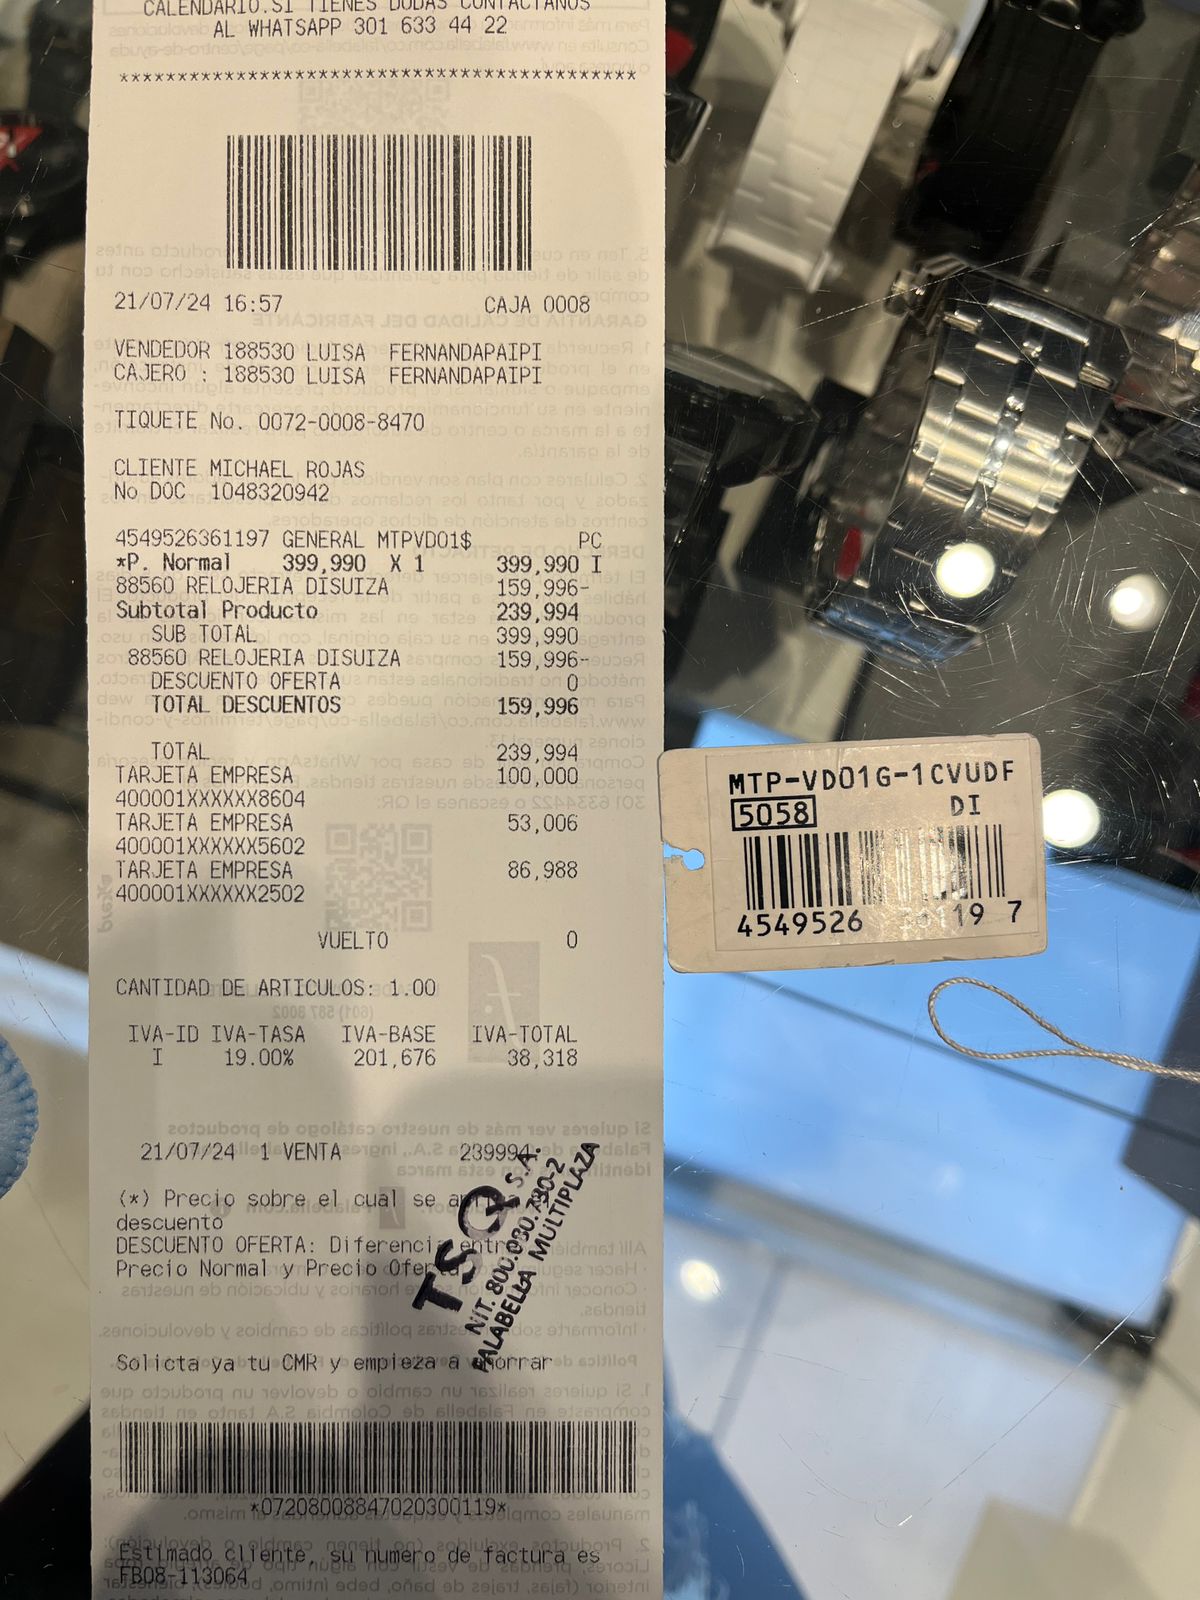 CALENDARIO.SI TIENES DUDAS CONTACTANOS
AL WHATSAPP 301 633 44 22
*******************************************
21/07/24 16:57 CAJA 0008
VENDEDOR 188530 LUISA FERNANDAPAIPI
CAJERO : 188530 LUISA FERNANDAPAIPI
TIQUETE No. 0072-0008-8470
CLIENTE MICHAEL ROJAS
No DOC 1048320942
4549526361197 GENERAL MTPVD01$ PC
*P. Normal 399,990 X 1 399,990 I
88560 RELOJERIA DISUIZA 159,996-
Subtotal Producto 239,994
SUB TOTAL 399,990
88560 RELOJERIA DISUIZA 159,996-
DESCUENTO OFERTA 0
TOTAL DESCUENTOS 159,996
TOTAL 239,994
TARJETA EMPRESA 100,000
400001XXXXXX8604
TARJETA EMPRESA 53,006
400001XXXXXX5602
TARJETA EMPRESA 86,988
400001XXXXXX2502
VUELTO 0
CANTIDAD DE ARTICULOS: 1.00
IVA-ID IVA-TASA IVA-BASE IVA-TOTAL
I 19.00% 201,676 38,318
21/07/24 1 VENTA 239994
(*) Precio sobre el cual se
descuento
DESCUENTO OFERTA: Diferencia entre
Precio Normal y Precio Oferta
TSQ S.A.
NIT. 800.030.
FALABELLA MULTIPLAZA
Solicta ya tu CMR y empieza a ahorrar
*07208008847020300119*
Estimado cliente, su numero de factura es
FB08-113064
MTP-VD01G-1CVUDF
5058 DI
4549526 119 7